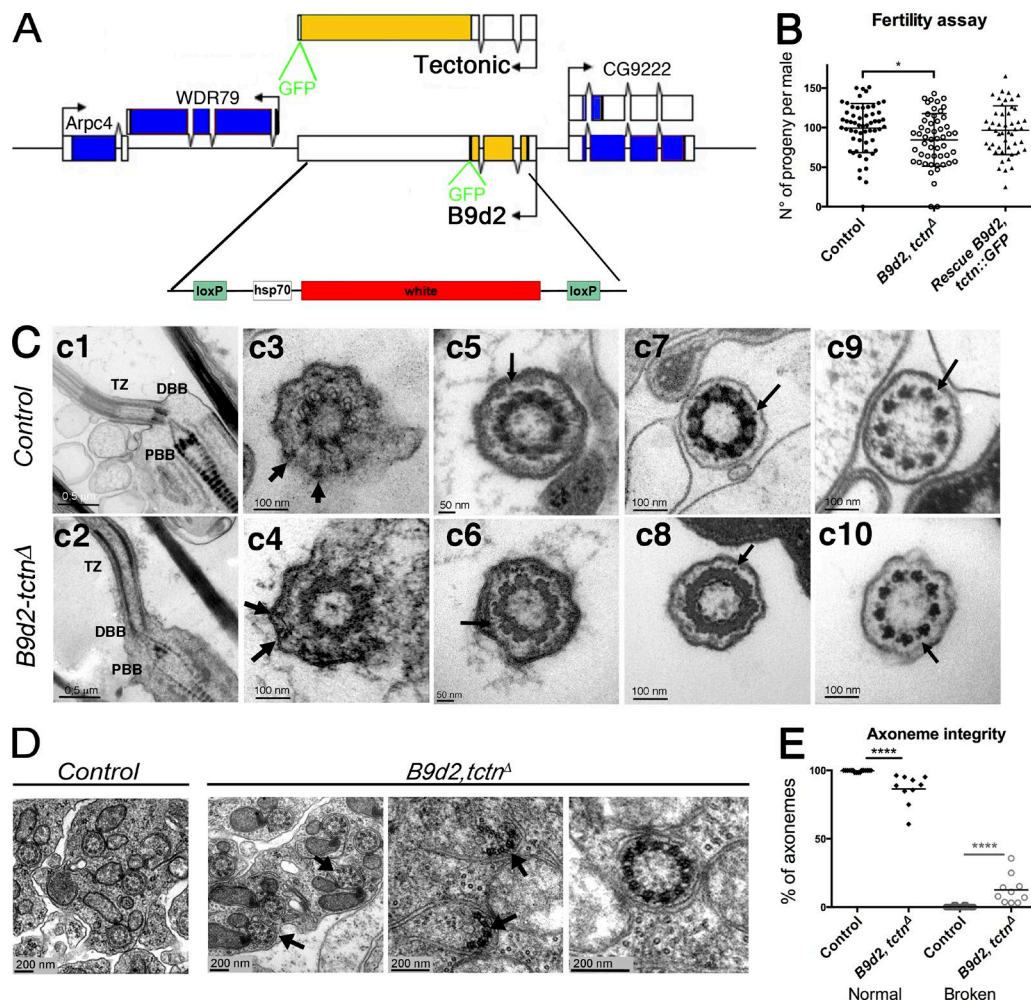 A
Tectonic
GFP
WDR79
Arpc4
CG9222
GFP
B9d2
loxP
hsp70
white
loxP
B
Fertility assay
*
N° of progeny per male
150
100
50
0
Control
B9d2, tctnΔ
Rescue B9d2,
tctn::GFP
C
Control
c1
TZ
DBB
PBB
0,5 µm
c3
100 nm
c5
50 nm
c7
100 nm
c9
100 nm
B9d2-tctnΔ
c2
TZ
DBB
PBB
0,5 µm
c4
100 nm
c6
50 nm
c8
100 nm
c10
100 nm
D
Control
B9d2,tctnΔ
200 nm
200 nm
200 nm
200 nm
E
Axoneme integrity
****
****
% of axonemes
100
50
0
Control
B9d2, tctnΔ
Control
B9d2, tctnΔ
Normal
Broken